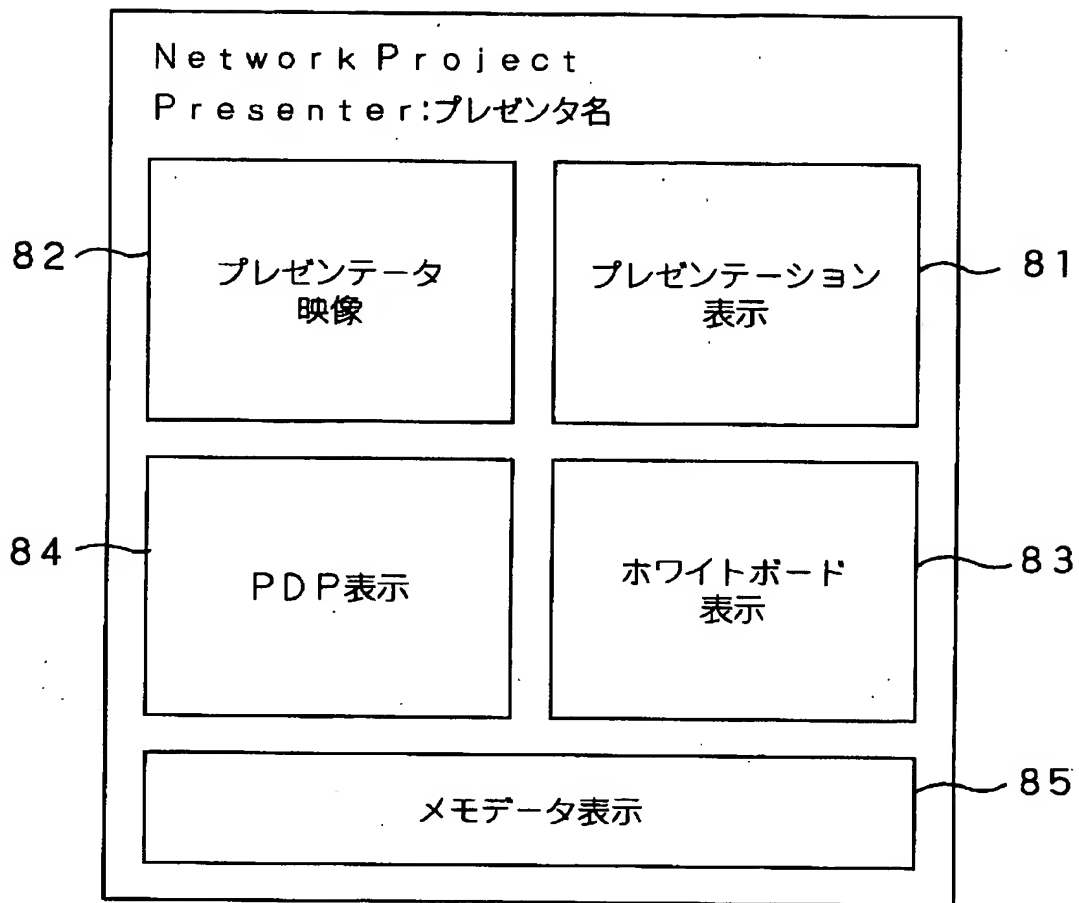 Network Project
Presenter:プレゼンタ名
82
プレゼンテータ
映像
プレゼンテーション
表示
81
84
PDP表示
ホワイトボード
表示
83
メモデータ表示
85